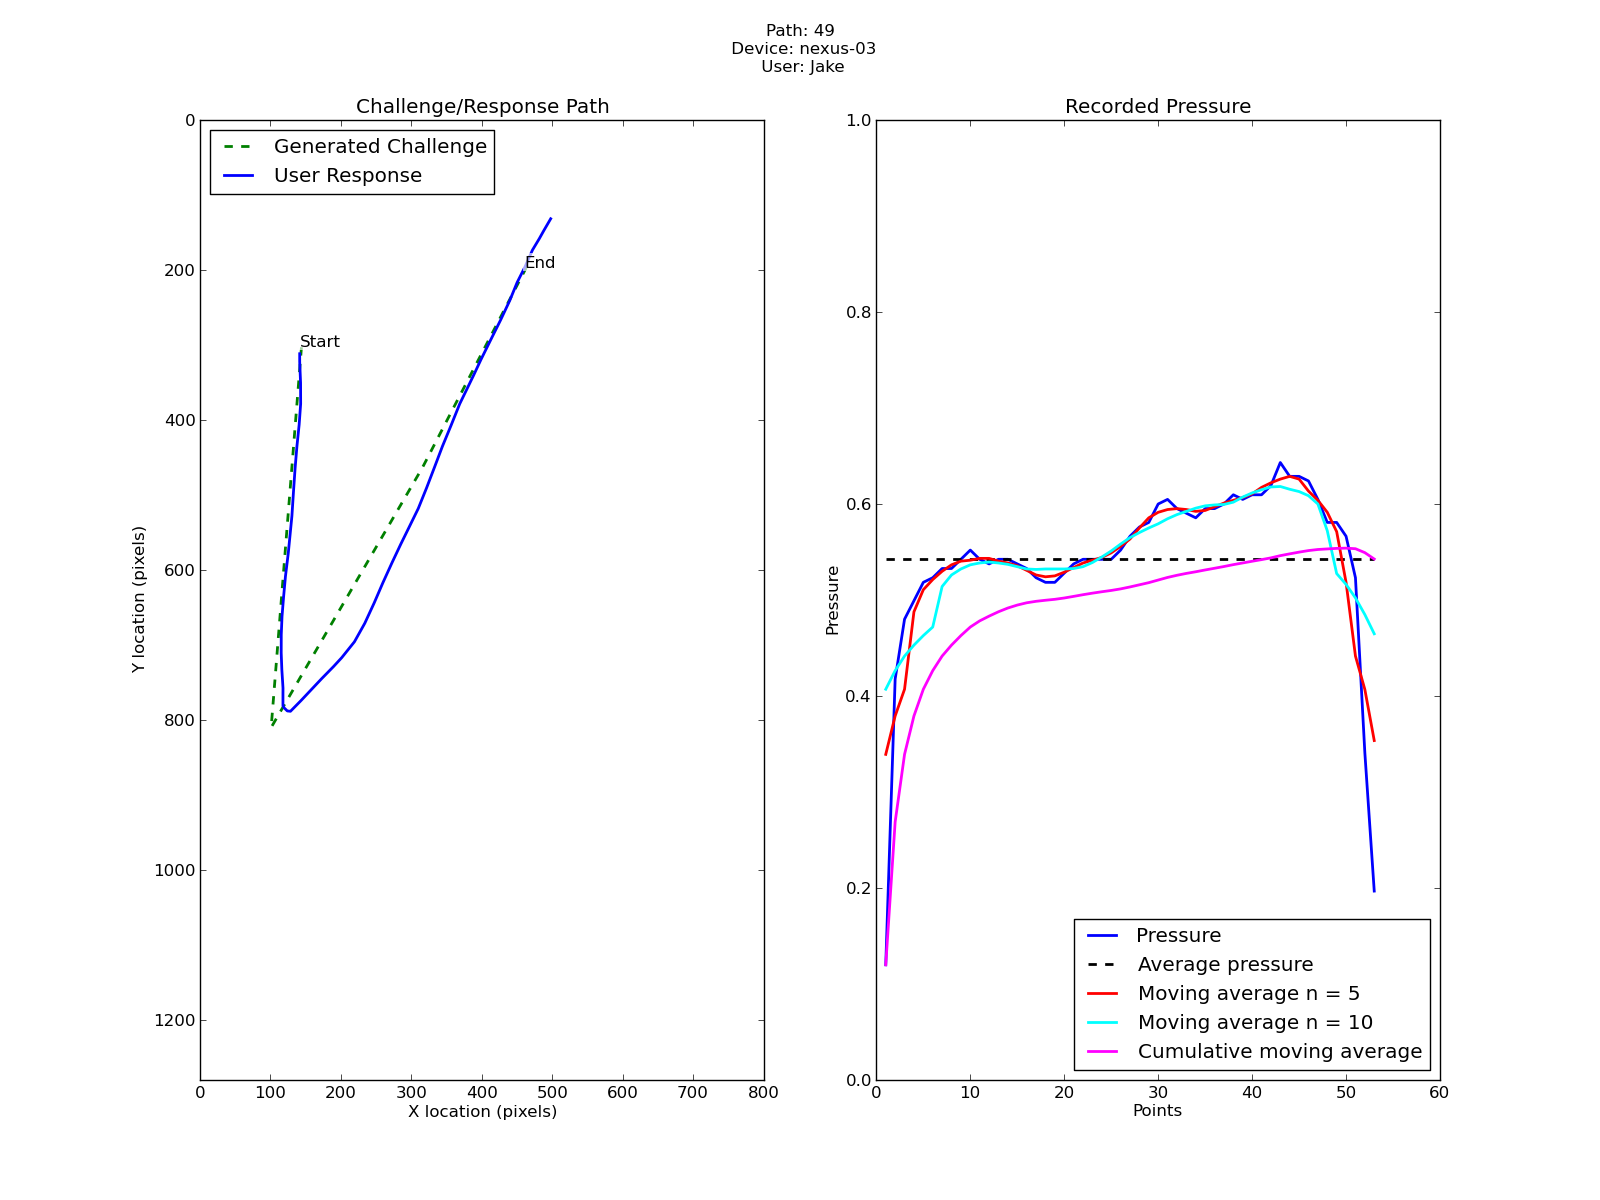 Path: 49
Device: nexus-03
User: Jake
Challenge/Response Path
Generated Challenge
User Response
Start
End
0
200
400
600
800
1000
1200
Y location (pixels)
0 100 200 300 400 500 600 700 800
X location (pixels)
Recorded Pressure
1.0
0.8
0.6
0.4
0.2
0.0
Pressure
Pressure
Average pressure
Moving average n = 5
Moving average n = 10
Cumulative moving average
0 10 20 30 40 50 60
Points